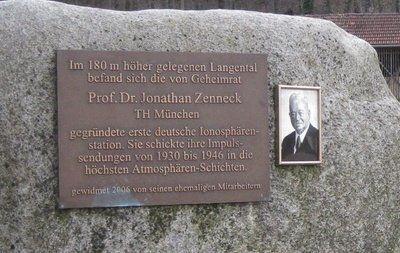 Im 180 m höher gelegenen Langental
befand sich die von Geheimrat
Prof. Dr. Jonathan Zenneck
TH München
gegründete erste deutsche Ionosphären-
station. Sie schickte ihre Impuls-
sendungen von 1930 bis 1946 in die
höchsten Atmosphären-Schichten.
gewidmet 2006 von seinen ehemaligen Mitarbeitern